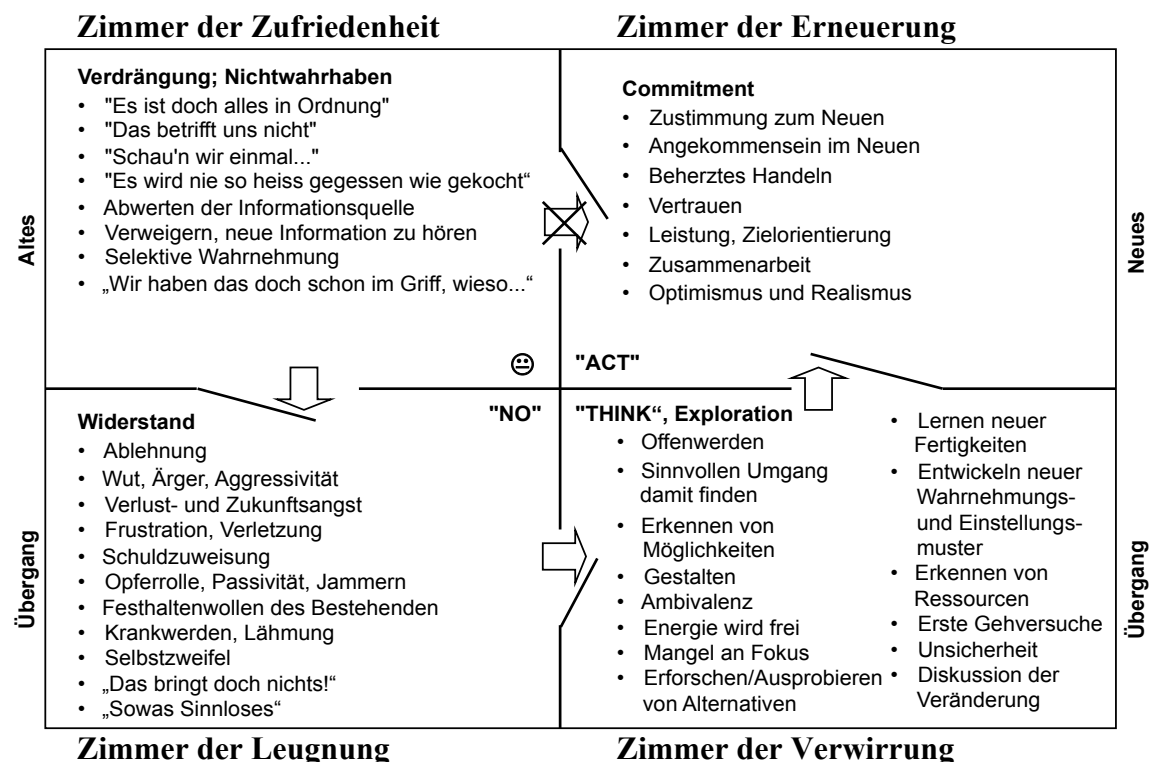 Zimmer der Zufriedenheit
Zimmer der Erneuerung
Altes
Verdrängung; Nichtwahrhaben
• "Es ist doch alles in Ordnung"
• "Das betrifft uns nicht"
• "Schau'n wir einmal..."
• "Es wird nie so heiss gegessen wie gekocht“
• Abwerten der Informationsquelle
• Verweigern, neue Information zu hören
• Selektive Wahrnehmung
• „Wir haben das doch schon im Griff, wieso...“
Commitment
• Zustimmung zum Neuen
• Angekommensein im Neuen
• Beherztes Handeln
• Vertrauen
• Leistung, Zielorientierung
• Zusammenarbeit
• Optimismus und Realismus
"ACT"
Neues
Übergang
"NO"
Widerstand
• Ablehnung
• Wut, Ärger, Aggressivität
• Verlust- und Zukunftsangst
• Frustration, Verletzung
• Schuldzuweisung
• Opferrolle, Passivität, Jammern
• Festhaltenwollen des Bestehenden
• Krankwerden, Lähmung
• Selbstzweifel
• „Das bringt doch nichts!“
• „Sowas Sinnloses“
"THINK“, Exploration
• Offenwerden
• Sinnvollen Umgang
damit finden
• Erkennen von
Möglichkeiten
• Gestalten
• Ambivalenz
• Energie wird frei
• Mangel an Fokus
• Erforschen/Ausprobieren
von Alternativen
• Lernen neuer
Fertigkeiten
• Entwickeln neuer
Wahrnehmungs-
und Einstellungs-
muster
• Erkennen von
Ressourcen
• Erste Gehversuche
• Unsicherheit
• Diskussion der
Veränderung
Übergang
Zimmer der Leugnung
Zimmer der Verwirrung